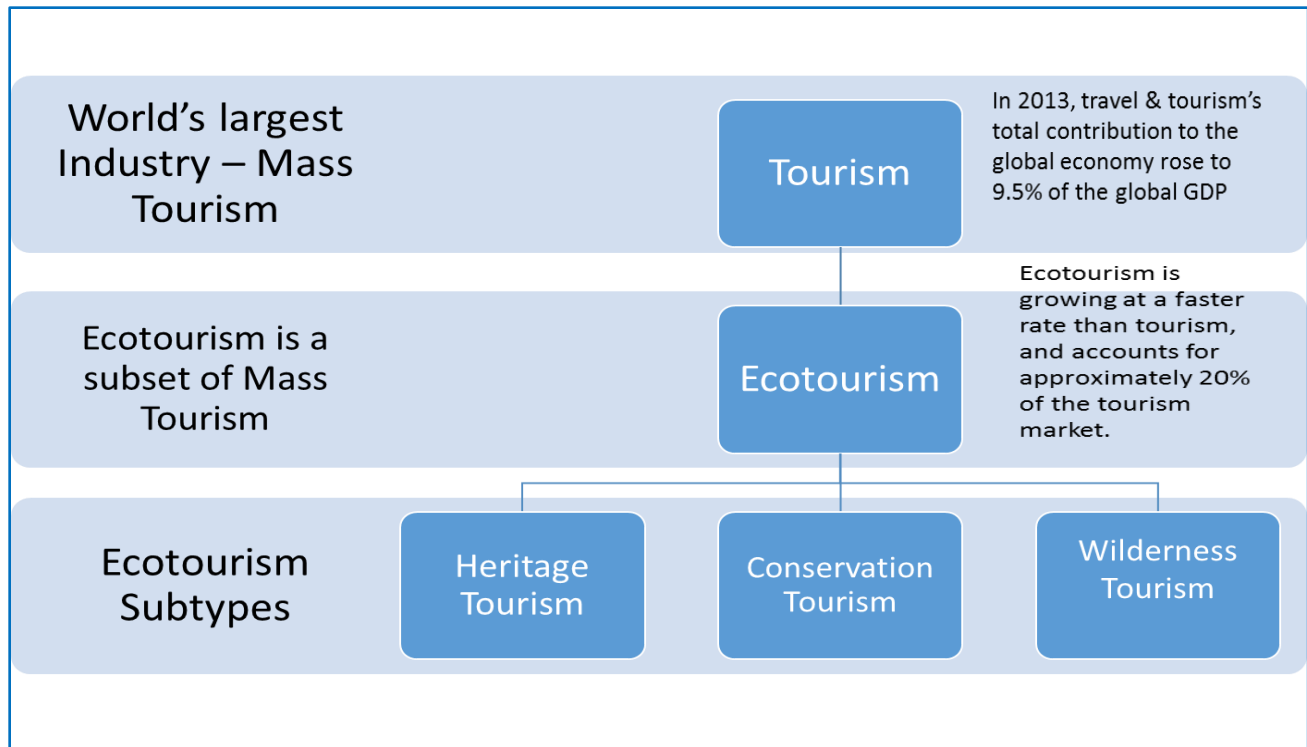 World's largest
Industry – Mass
Tourism
Tourism
In 2013, travel & tourism's
total contribution to the
global economy rose to
9.5% of the global GDP
Ecotourism is a
subset of Mass
Tourism
Ecotourism
Ecotourism is
growing at a faster
rate than tourism,
and accounts for
approximately 20%
of the tourism
market.
Ecotourism
Subtypes
Heritage
Tourism
Conservation
Tourism
Wilderness
Tourism